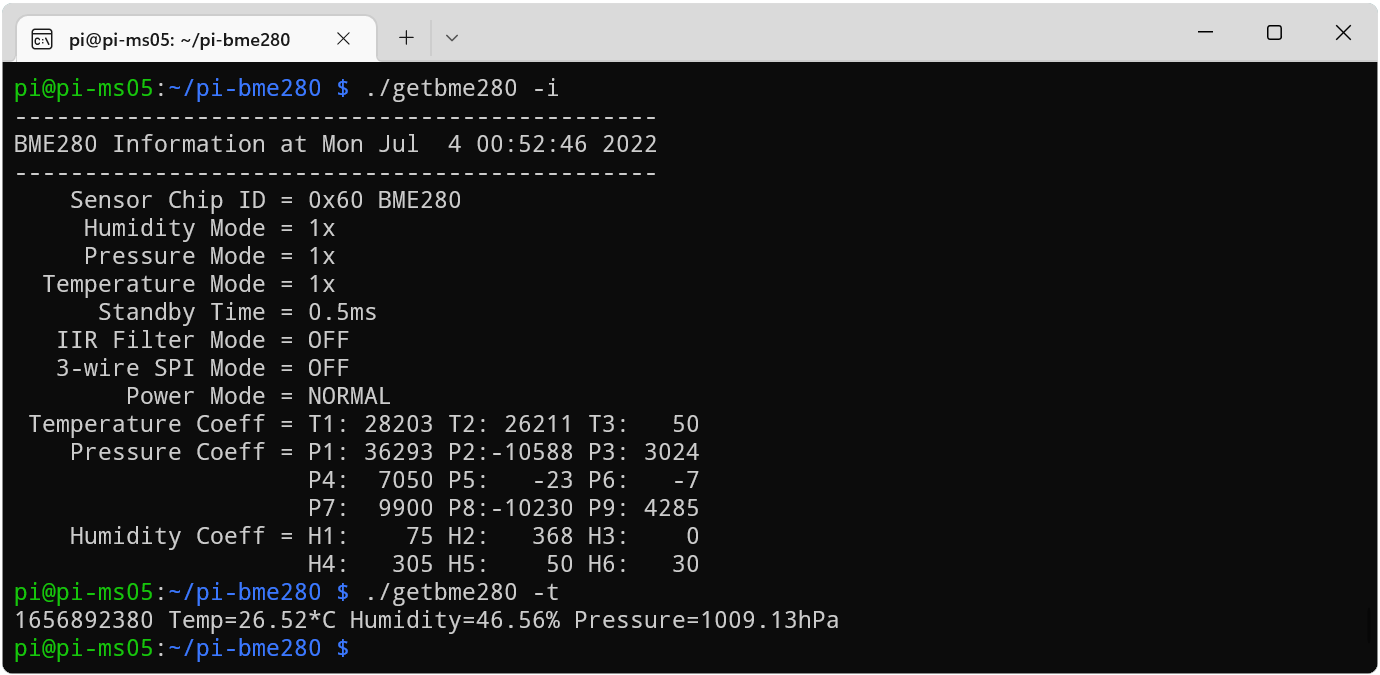 pi@pi-ms05: ~/pi-bme280
pi@pi-ms05:~/pi-bme280 $ ./getbme280 -i
----------------------------------------------
BME280 Information at Mon Jul  4 00:52:46 2022
----------------------------------------------
    Sensor Chip ID = 0x60 BME280
     Humidity Mode = 1x
     Pressure Mode = 1x
  Temperature Mode = 1x
      Standby Time = 0.5ms
   IIR Filter Mode = OFF
   3-wire SPI Mode = OFF
        Power Mode = NORMAL
 Temperature Coeff = T1: 28203 T2: 26211 T3:   50
    Pressure Coeff = P1: 36293 P2:-10588 P3: 3024
                     P4:  7050 P5:   -23 P6:   -7
                     P7:  9900 P8:-10230 P9: 4285
    Humidity Coeff = H1:    75 H2:   368 H3:    0
                     H4:   305 H5:    50 H6:   30
pi@pi-ms05:~/pi-bme280 $ ./getbme280 -t
1656892380 Temp=26.52*C Humidity=46.56% Pressure=1009.13hPa
pi@pi-ms05:~/pi-bme280 $